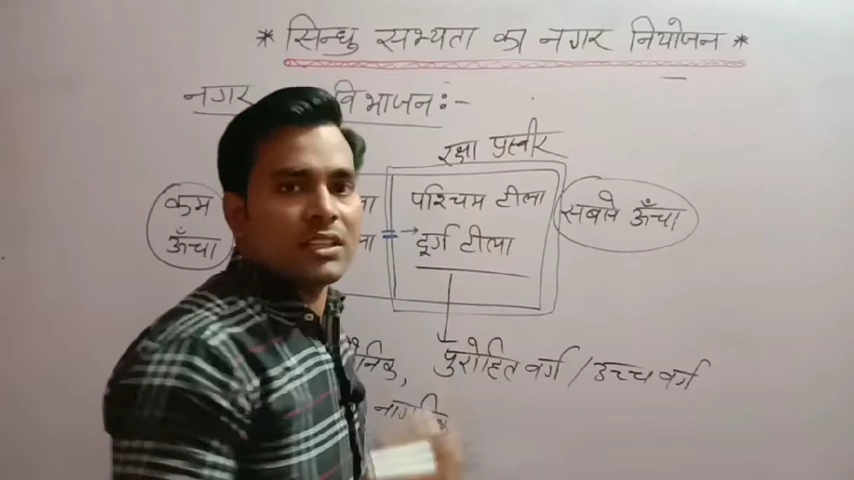 * सिन्धु सभ्यता का नगर नियोजन *
नगर विभाजन :-
रक्षा प्राचीर
कम ऊँचा
पश्चिम टीला
दुर्ग टीला
सबसे ऊँचा
पुरोहित वर्ग / उच्च वर्ग